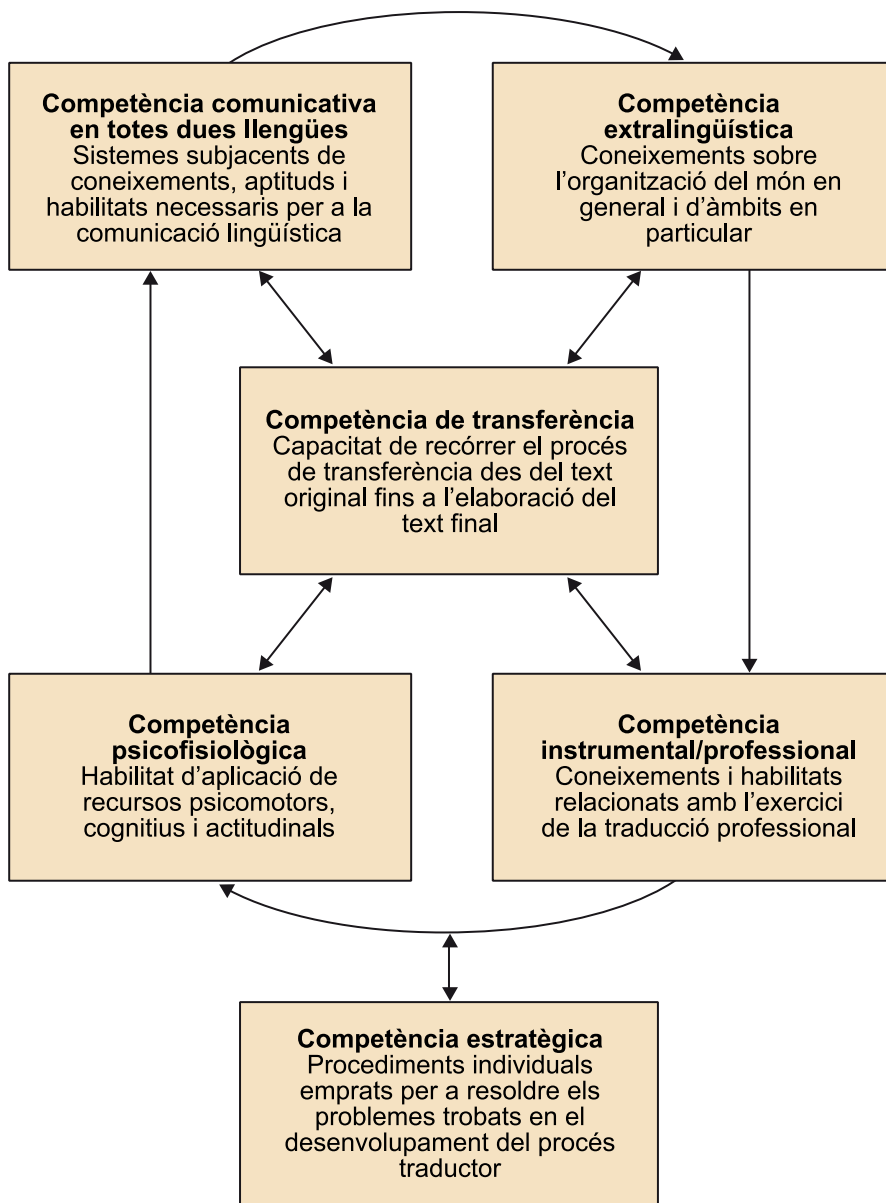 Competència comunicativa
en totes dues llengües
Sistemes subjacents de
coneixements, aptituds i
habilitats necessaris per a la
comunicació lingüística
Competència
extralingüística
Coneixements sobre
l’organització del món en
general i d’àmbits en
particular
Competència de transferència
Capacitat de recórrer el procés
de transferència des del text
original fins a l’elaboració del
text final
Competència
psicofisiològica
Habilitat d’aplicació de
recursos psicomotors,
cognitius i actitudinals
Competència
instrumental/professional
Coneixements i habilitats
relacionats amb l’exercici
de la traducció professional
Competència estratègica
Procediments individuals
emprats per a resoldre els
problemes trobats en el
desenvolupament del procés
traductor